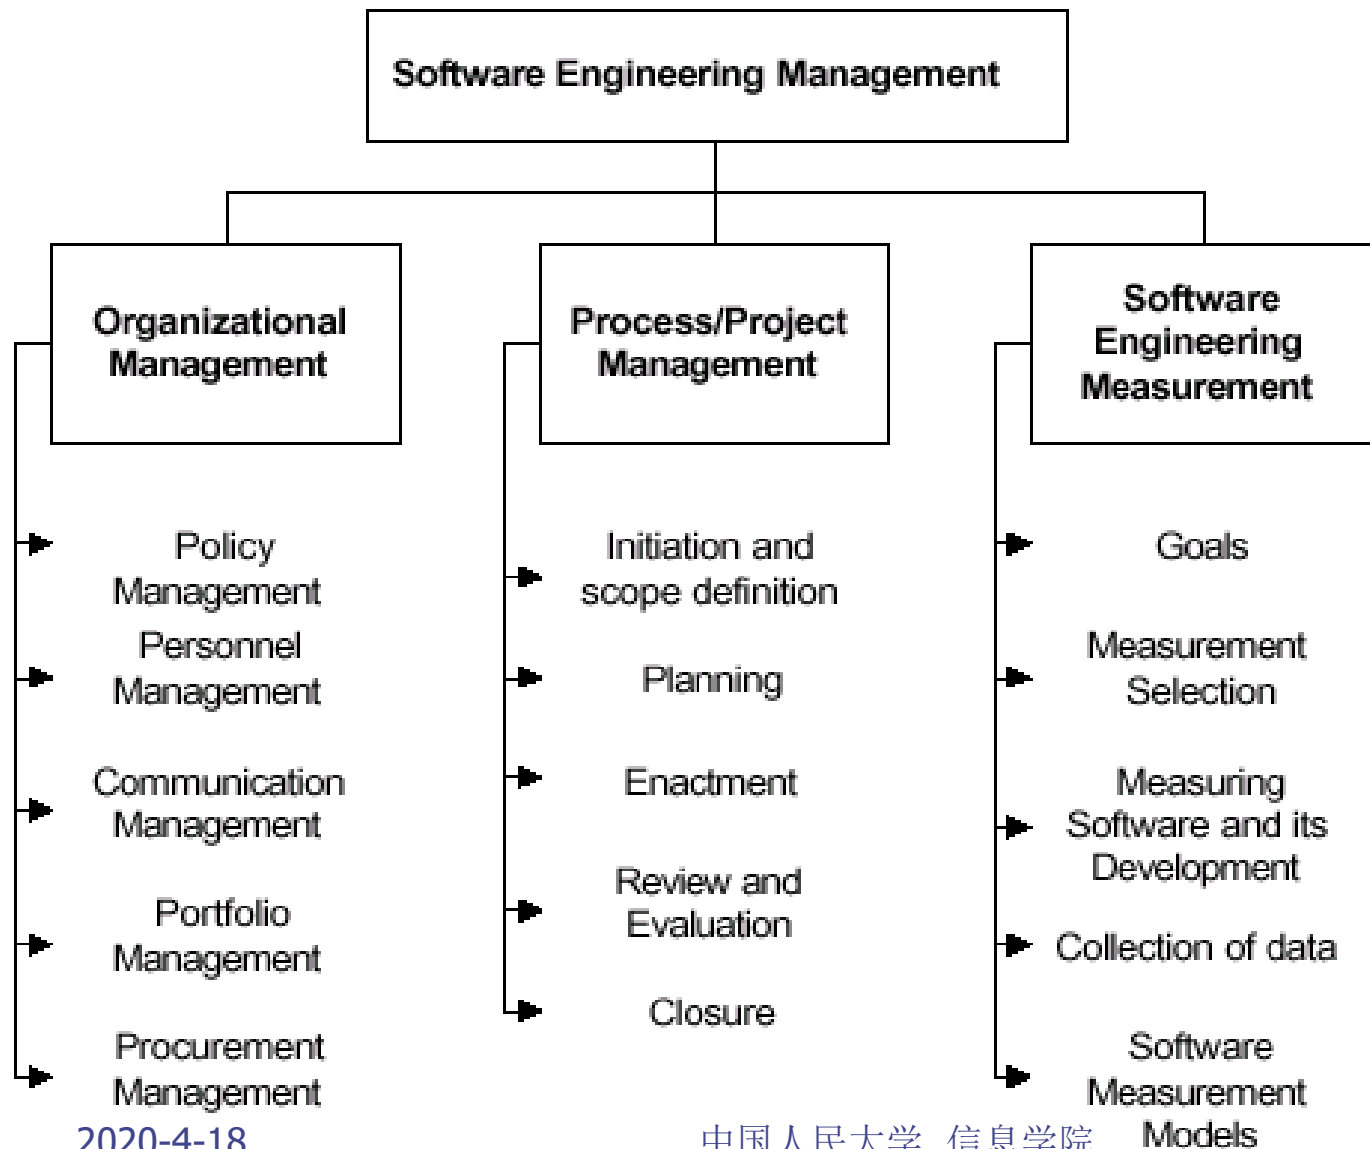 Software Engineering Management
Organizational
Management
Policy
Management
Personnel
Management
Communication
Management
Portfolio
Management
Procurement
Management
Process/Project
Management
Initiation and
scope definition
Planning
Enactment
Review and
Evaluation
Closure
Software
Engineering
Measurement
Goals
Measurement
Selection
Measuring
Software and its
Development
Collection of data
Software
Measurement
Models
2020-4-18
中国人民大学 信息学院